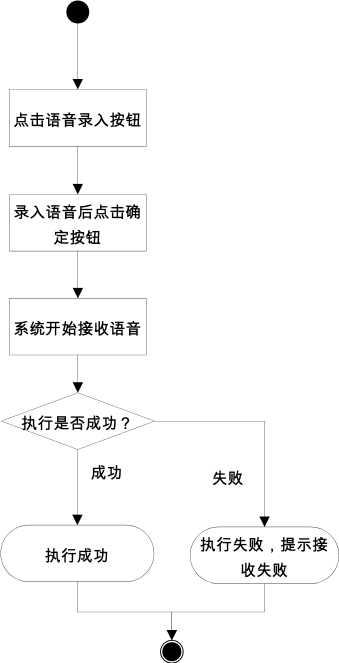 点击语音录入按钮
录入语音后点击确
定按钮
系统开始接收语音
执行是否成功？
成功
失败
执行成功
执行失败，提示接
收失败